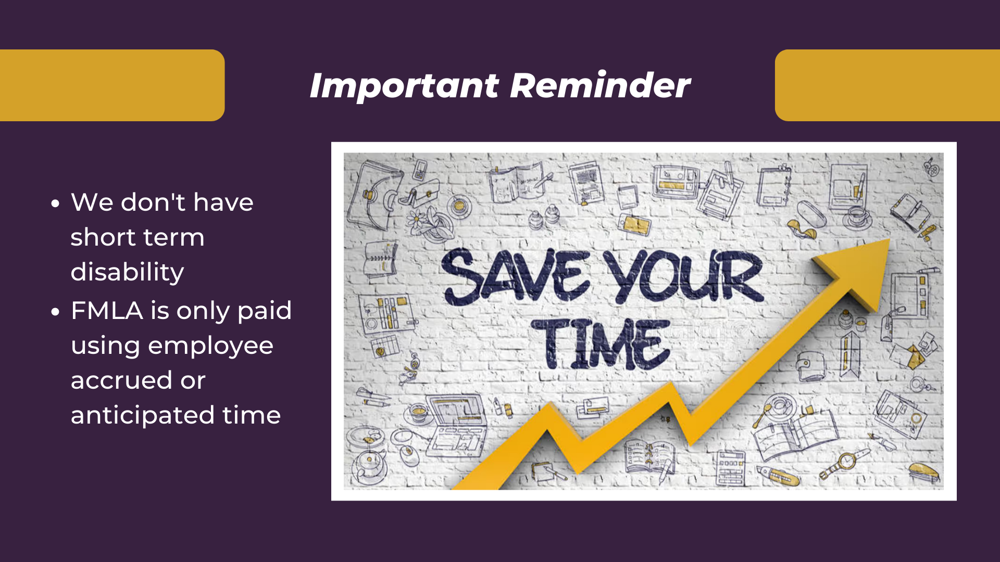 Important Reminder
• We don't have
short term
disability
• FMLA is only paid
using employee
accrued or
anticipated time
SAVE YOUR
TIME